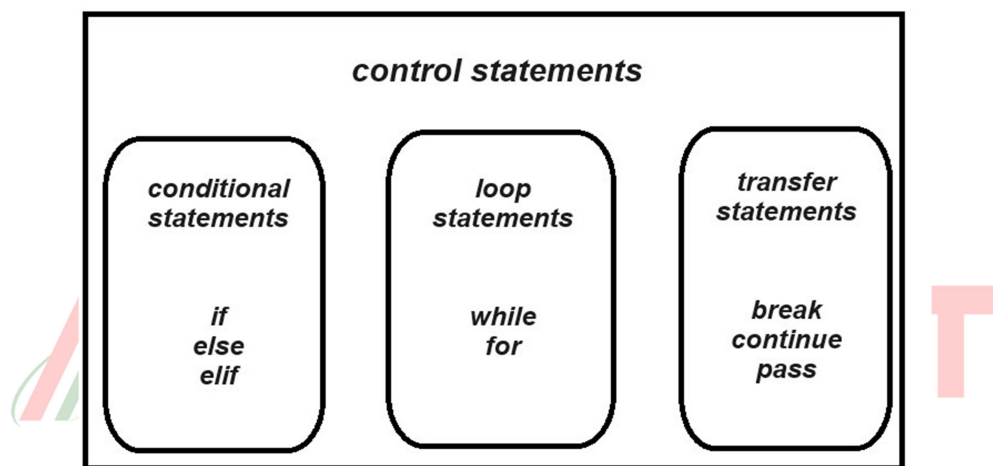 control statements
conditional
statements
if
else
elif
loop
statements
while
for
transfer
statements
break
continue
pass
T